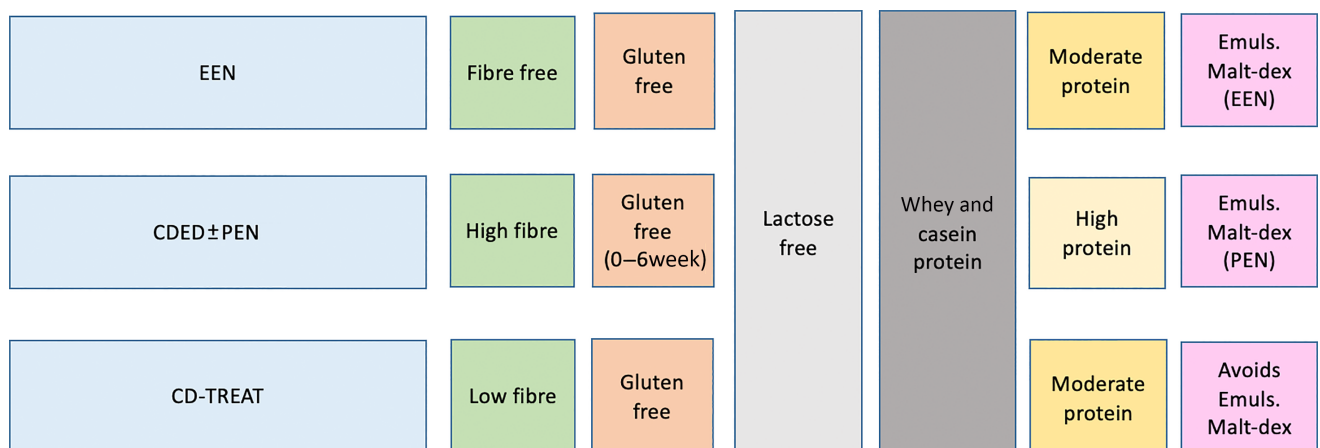 EEN
Fibre free
Gluten
free
Moderate
protein
Emuls.
Malt-dex
(EEN)
CDED±PEN
High fibre
Gluten
free
(0–6week)
Lactose
free
Whey and
casein
protein
High
protein
Emuls.
Malt-dex
(PEN)
CD-TREAT
Low fibre
Gluten
free
Moderate
protein
Avoids
Emuls.
Malt-dex